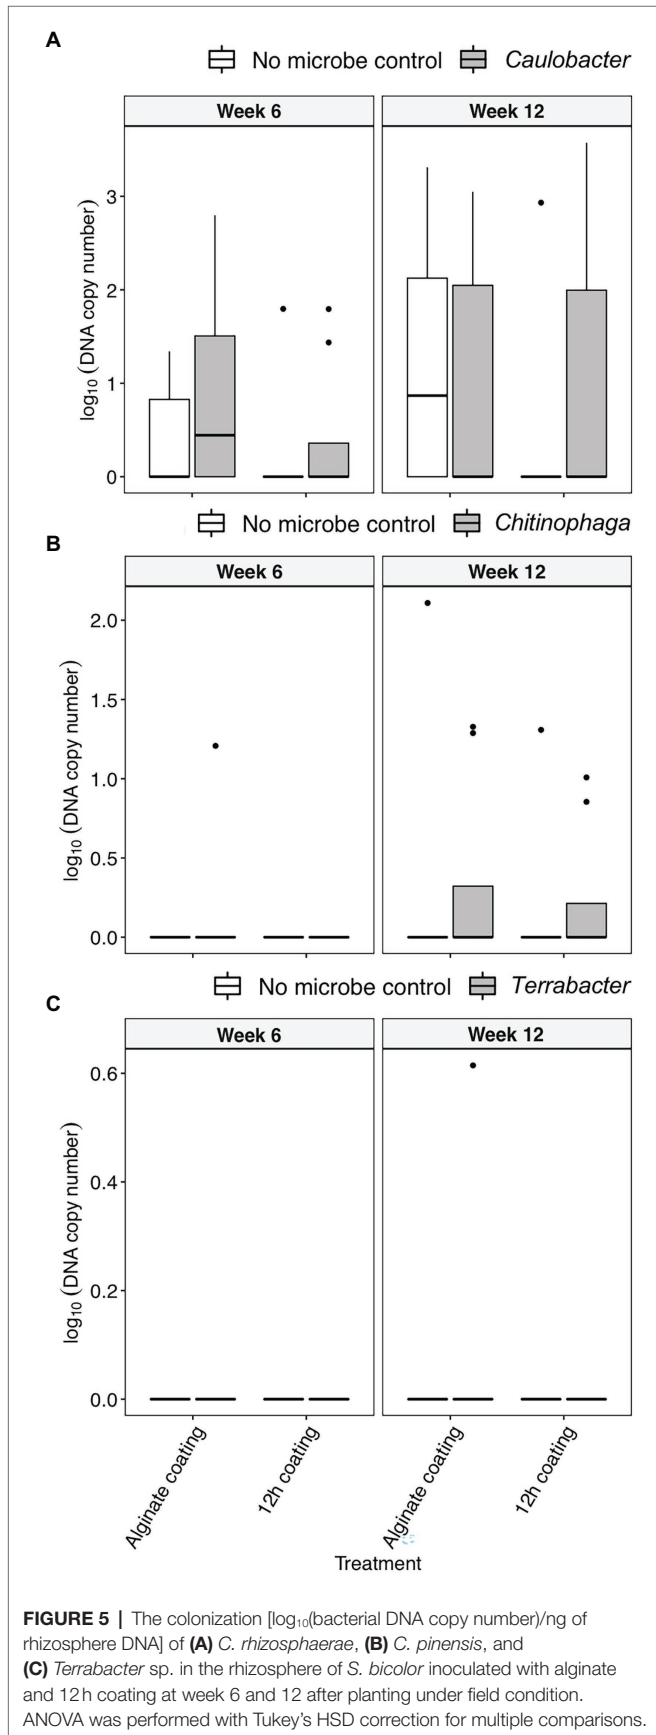 A
No microbe control Caulobacter
Week 6 Week 12
log₁₀ (DNA copy number)
3
2
1
0
No microbe control Chitinophaga
B
Week 6 Week 12
log₁₀ (DNA copy number)
2.0
1.5
1.0
0.5
0.0
No microbe control Terrabacter
C
Week 6 Week 12
log₁₀ (DNA copy number)
0.6
0.4
0.2
0.0
Alginate coating 12h coating Alginate coating 12h coating
Treatment
FIGURE 5 | The colonization [log₁₀(bacterial DNA copy number)/ng of
rhizosphere DNA] of (A) C. rhizosphaerae, (B) C. pinensis, and
(C) Terrabacter sp. in the rhizosphere of S. bicolor inoculated with alginate
and 12 h coating at week 6 and 12 after planting under field condition.
ANOVA was performed with Tukey's HSD correction for multiple comparisons.